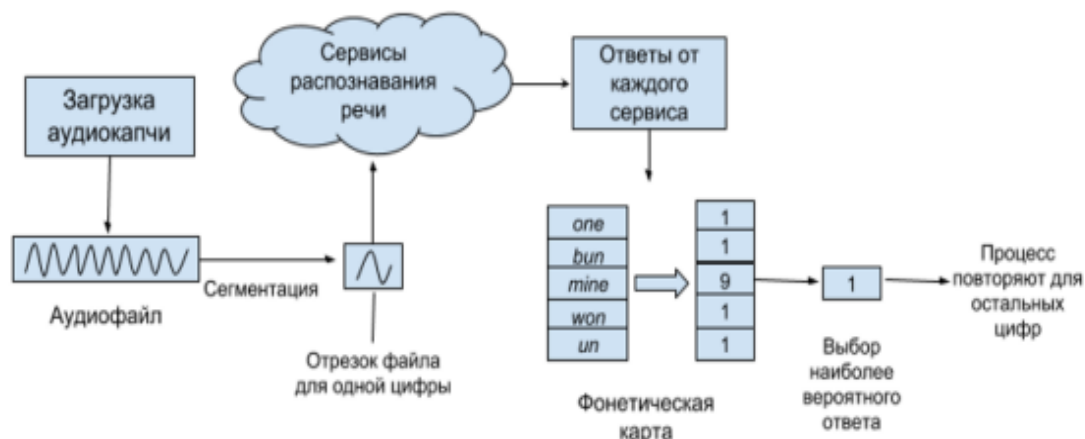 Загрузка
аудиокапчи
Аудиофайл
Сегментация
Отрезок файла
для одной цифры
Сервисы
распознавания
речи
Ответы от
каждого
сервиса
one
bun
mine
won
un
Фонетическая
карта
1
1
9
1
1
1
Выбор
наиболее
вероятного
ответа
Процесс
повторяют для
остальных
цифр